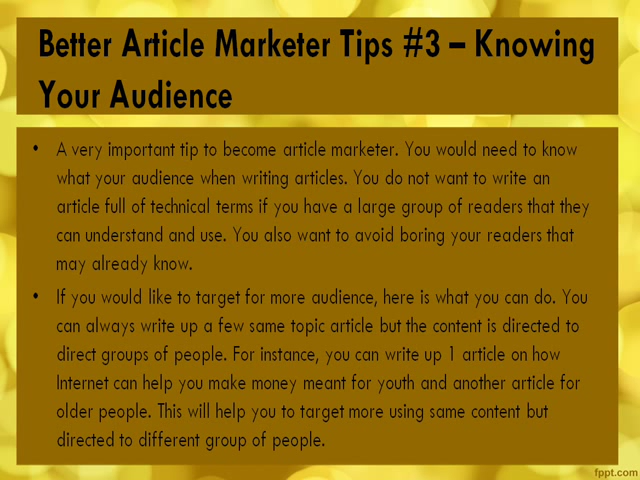 Better Article Marketer Tips #3 – Knowing
Your Audience
• A very important tip to become article marketer. You would need to know
what your audience when writing articles. You do not want to write an
article full of technical terms if you have a large group of readers that they
can understand and use. You also want to avoid boring your readers that
may already know.
• If you would like to target for more audience, here is what you can do. You
can always write up a few same topic article but the content is directed to
direct groups of people. For instance, you can write up 1 article on how
Internet can help you make money meant for youth and another article for
older people. This will help you to target more using same content but
directed to different group of people.
fppt.com